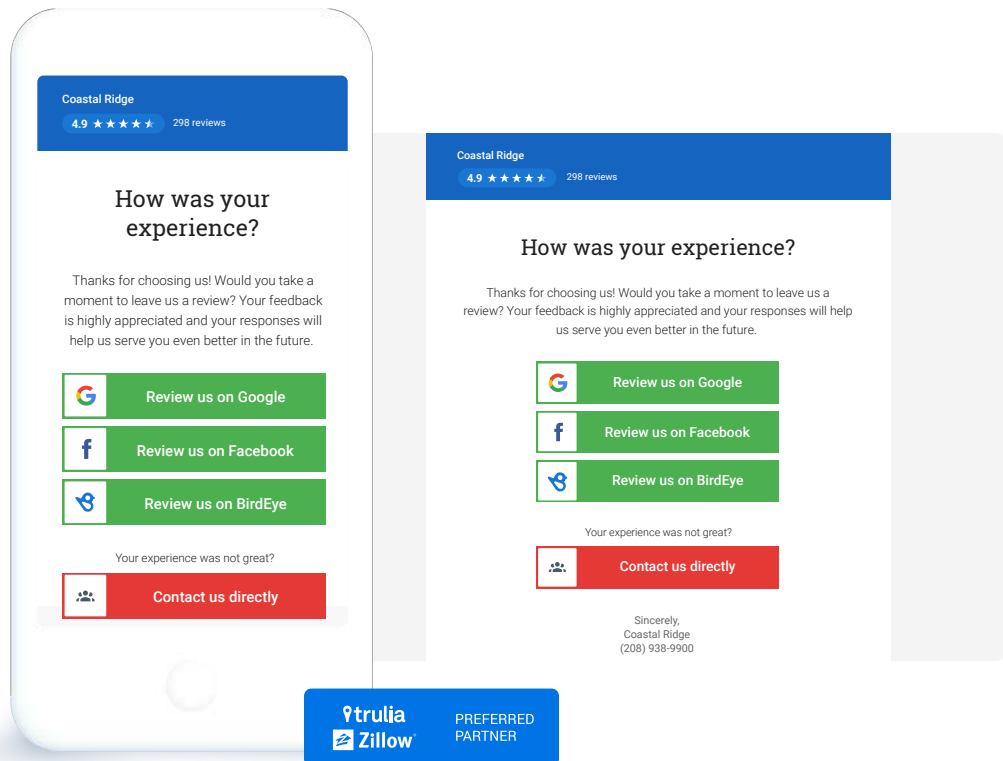 Coastal Ridge
4.9 ★★★★⯨ 298 reviews
How was your
experience?
Thanks for choosing us! Would you take a
moment to leave us a review? Your feedback
is highly appreciated and your responses will
help us serve you even better in the future.
Review us on Google
Review us on Facebook
Review us on BirdEye
Your experience was not great?
Contact us directly
Coastal Ridge
4.9 ★★★★⯨ 298 reviews
How was your experience?
Thanks for choosing us! Would you take a moment to leave us a
review? Your feedback is highly appreciated and your responses will help
us serve you even better in the future.
Review us on Google
Review us on Facebook
Review us on BirdEye
Your experience was not great?
Contact us directly
Sincerely,
Coastal Ridge
(208) 938-9900
trulia
Zillow
PREFERRED
PARTNER